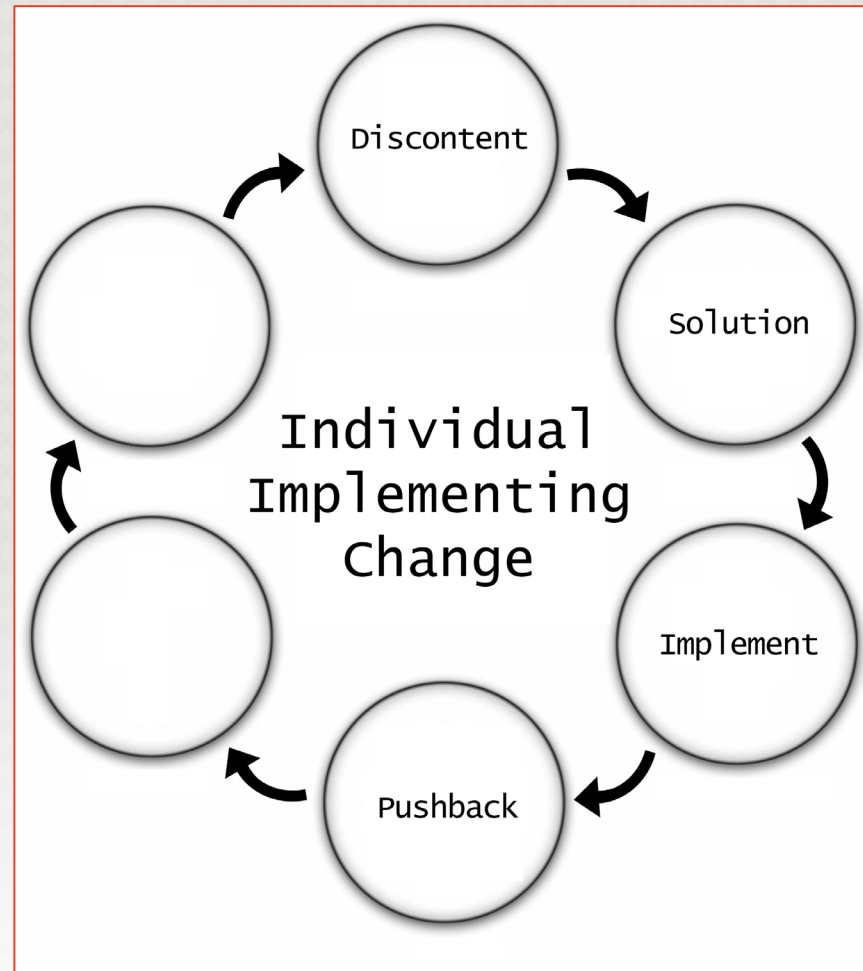 Discontent
Solution
Individual
Implementing
Change
Implement
Pushback